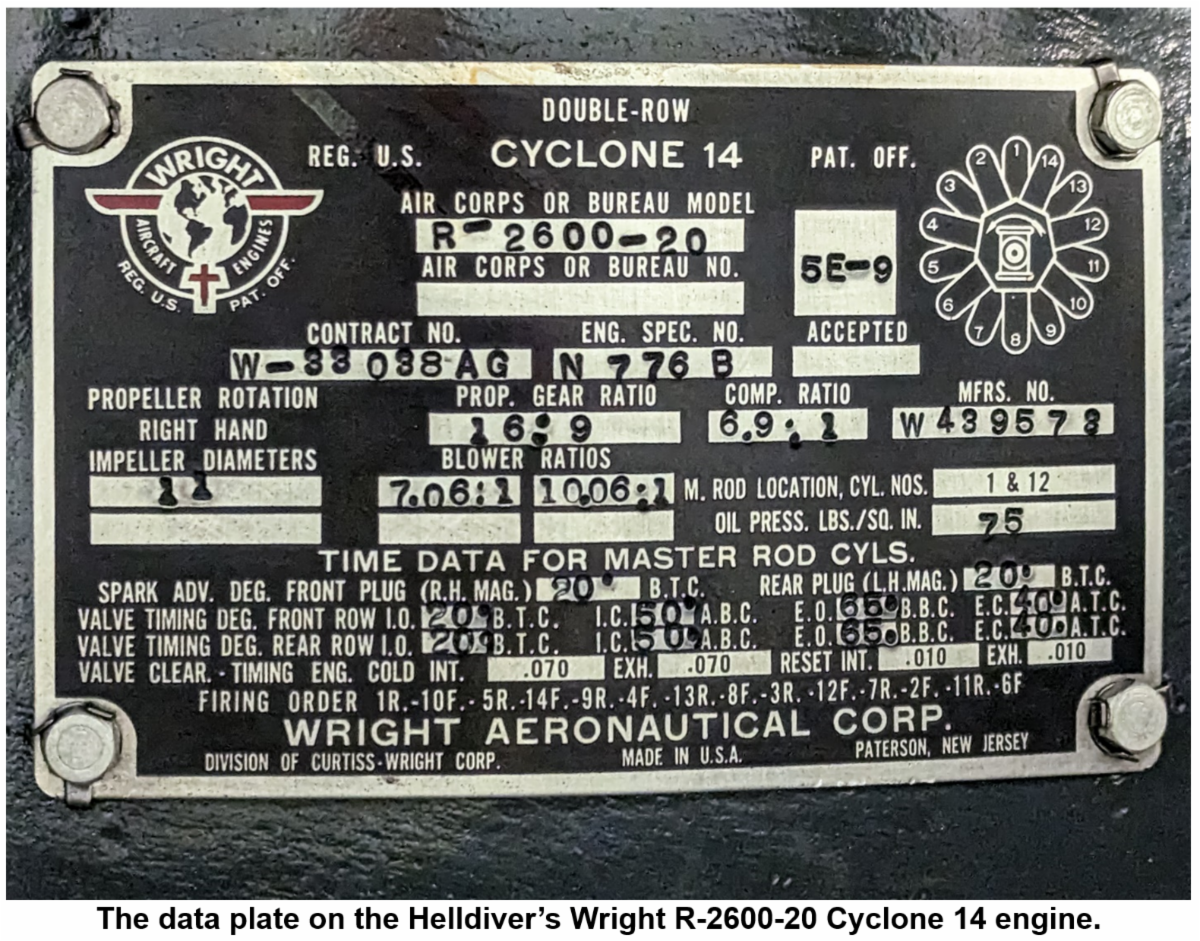 DOUBLE-ROW
REG. U.S. CYCLONE 14 PAT. OFF.
WRIGHT
AIRCRAFT ENGINES
REG. U.S. PAT. OFF.
AIR CORPS OR BUREAU MODEL
R-2600-20
AIR CORPS OR BUREAU NO.
5E-9
1 2 3 4 5 6 7 8 9 10 11 12 13 14
CONTRACT NO. ENG. SPEC. NO. ACCEPTED
W-33 038 AG N 776 B
PROPELLER ROTATION PROP. GEAR RATIO COMP. RATIO MFRS. NO.
RIGHT HAND 16:9 6.9:1 W 439573
IMPELLER DIAMETERS BLOWER RATIOS
11 7.06:1 10.06:1 M. ROD LOCATION, CYL. NOS. 1 & 12
OIL PRESS. LBS./SQ. IN. 75
TIME DATA FOR MASTER ROD CYLS.
SPARK ADV. DEG. FRONT PLUG (R.H. MAG.) 20° B.T.C. REAR PLUG (L.H. MAG.) 20° B.T.C.
VALVE TIMING DEG. FRONT ROW I.O. 20° B.T.C. I.C. 50° A.B.C. E.O. 65° B.B.C. E.C. 40° A.T.C.
VALVE TIMING DEG. REAR ROW I.O. 20° B.T.C. I.C. 50° A.B.C. E.O. 65° B.B.C. E.C. 40° A.T.C.
VALVE CLEAR. - TIMING ENG. COLD INT. .070 EXH. .070 RESET INT. .010 EXH. .010
FIRING ORDER 1R.-10F.-5R.-14F.-9R.-4F.-13R.-8F.-3R.-12F.-7R.-2F.-11R.-6F
WRIGHT AERONAUTICAL CORP.
DIVISION OF CURTISS-WRIGHT CORP. MADE IN U.S.A. PATERSON, NEW JERSEY
The data plate on the Helldiver's Wright R-2600-20 Cyclone 14 engine.